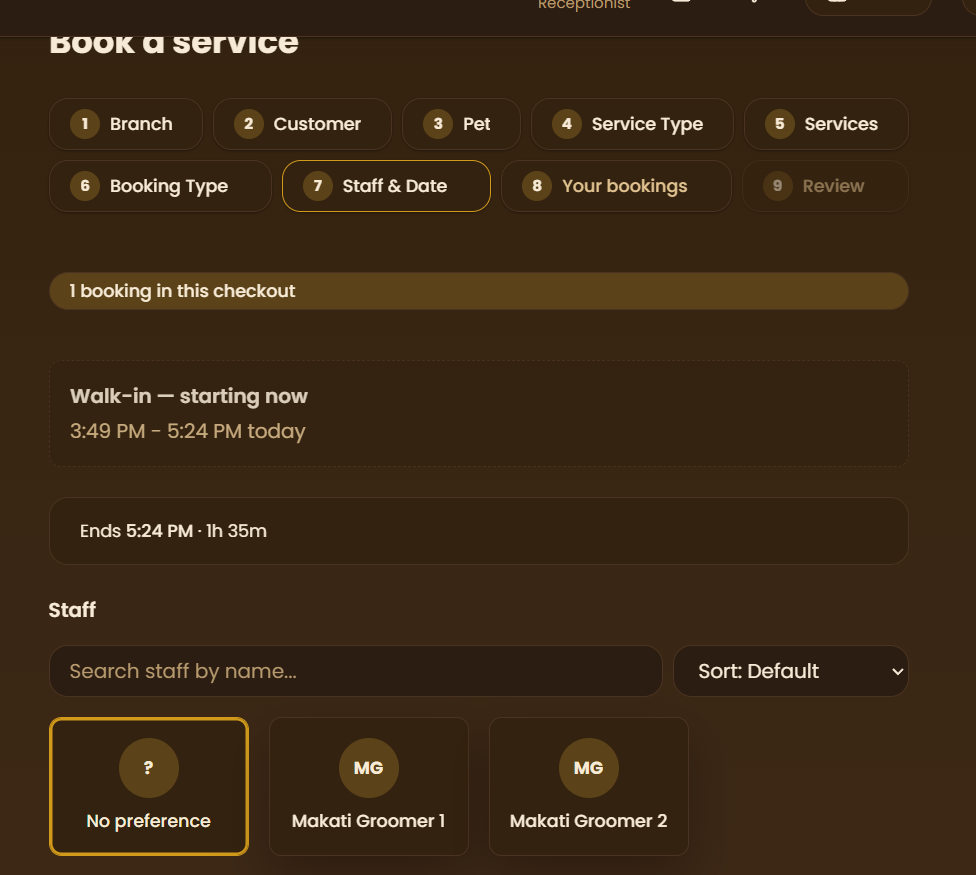 Receptionist
Book a service
1 Branch
2 Customer
3 Pet
4 Service Type
5 Services
6 Booking Type
7 Staff & Date
8 Your bookings
9 Review
1 booking in this checkout
Walk-in — starting now
3:49 PM – 5:24 PM today
Ends 5:24 PM · 1h 35m
Staff
Search staff by name...
Sort: Default
?
No preference
MG
Makati Groomer 1
MG
Makati Groomer 2